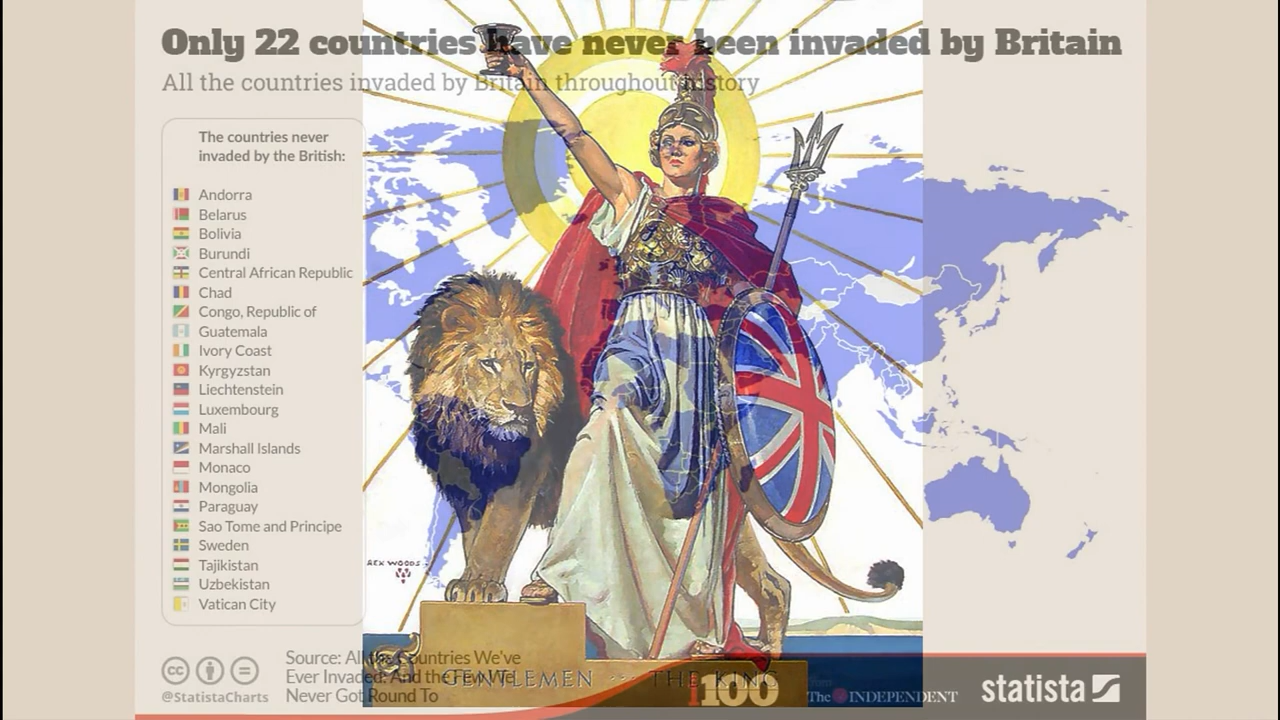 Only 22 countries have never been invaded by Britain
All the countries invaded by Britain throughout history
The countries never
invaded by the British:
Andorra
Belarus
Bolivia
Burundi
Central African Republic
Chad
Congo, Republic of
Guatemala
Ivory Coast
Kyrgyzstan
Liechtenstein
Luxembourg
Mali
Marshall Islands
Monaco
Mongolia
Paraguay
Sao Tome and Principe
Sweden
Tajikistan
Uzbekistan
Vatican City
REX WOODS
Source: All the Countries We've
Ever Invaded: And the Few We
Never Got Round To
@StatistaCharts
GENTLEMEN ··· THE KING
100
The INDEPENDENT
statista